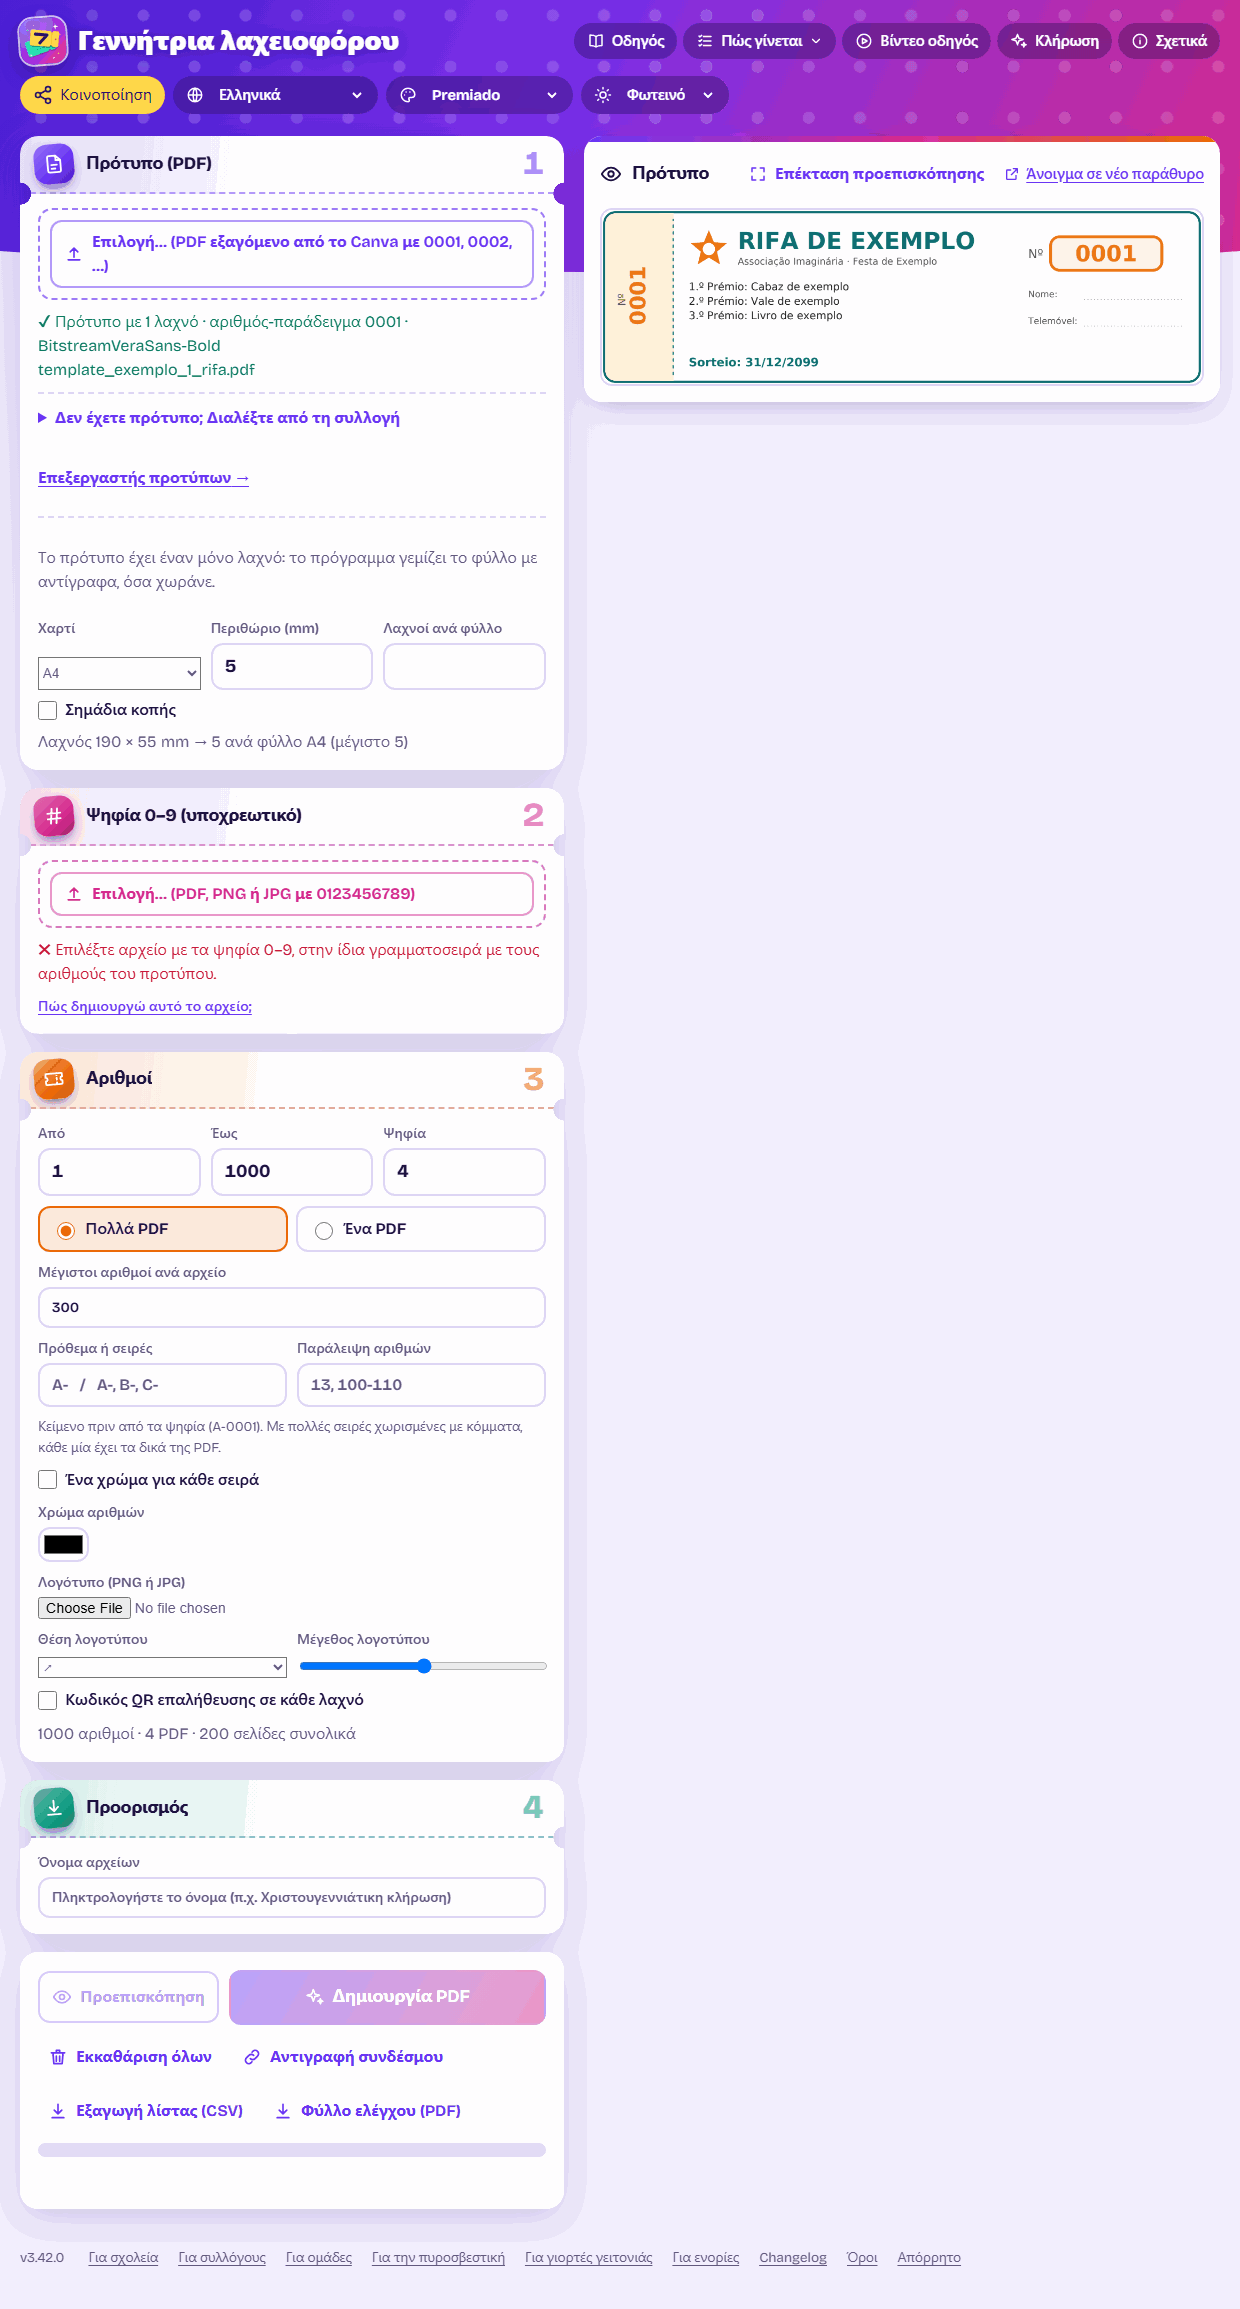 Γεννήτρια λαχειοφόρου
Οδηγός
Πώς γίνεται
Βίντεο οδηγός
Κλήρωση
Σχετικά
Κοινοποίηση
Ελληνικά
Premiado
Φωτεινό
Πρότυπο (PDF)
1
Επιλογή... (PDF εξαγόμενο από το Canva με 0001, 0002,
...)
✓ Πρότυπο με 1 λαχνό · αριθμός-παράδειγμα 0001 ·
BitstreamVeraSans-Bold
template_exemplo_1_rifa.pdf
Δεν έχετε πρότυπο; Διαλέξτε από τη συλλογή
Επεξεργαστής προτύπων →
Το πρότυπο έχει έναν μόνο λαχνό: το πρόγραμμα γεμίζει το φύλλο με
αντίγραφα, όσα χωράνε.
Χαρτί
Περιθώριο (mm)
Λαχνοί ανά φύλλο
A4
5
Σημάδια κοπής
Λαχνός 190 × 55 mm → 5 ανά φύλλο A4 (μέγιστο 5)
Ψηφία 0–9 (υποχρεωτικό)
2
Επιλογή... (PDF, PNG ή JPG με 0123456789)
✕ Επιλέξτε αρχείο με τα ψηφία 0–9, στην ίδια γραμματοσειρά με τους
αριθμούς του προτύπου.
Πώς δημιουργώ αυτό το αρχείο;
Αριθμοί
3
Από
Έως
Ψηφία
1
1000
4
Πολλά PDF
Ένα PDF
Μέγιστοι αριθμοί ανά αρχείο
300
Πρόθεμα ή σειρές
Παράλειψη αριθμών
A- / A-, B-, C-
13, 100-110
Κείμενο πριν από τα ψηφία (A-0001). Με πολλές σειρές χωρισμένες με κόμματα,
κάθε μία έχει τα δικά της PDF.
Ένα χρώμα για κάθε σειρά
Χρώμα αριθμών
Λογότυπο (PNG ή JPG)
Choose File No file chosen
Θέση λογοτύπου
Μέγεθος λογοτύπου
↗
Κωδικός QR επαλήθευσης σε κάθε λαχνό
1000 αριθμοί · 4 PDF · 200 σελίδες συνολικά
Προορισμός
4
Όνομα αρχείων
Πληκτρολογήστε το όνομα (π.χ. Χριστουγεννιάτικη κλήρωση)
Προεπισκόπηση
Δημιουργία PDF
Εκκαθάριση όλων
Αντιγραφή συνδέσμου
Εξαγωγή λίστας (CSV)
Φύλλο ελέγχου (PDF)
Πρότυπο
Επέκταση προεπισκόπησης
Άνοιγμα σε νέο παράθυρο
Nº
0001
RIFA DE EXEMPLO
Associação Imaginária · Festa de Exemplo
1.º Prémio: Cabaz de exemplo
2.º Prémio: Vale de exemplo
3.º Prémio: Livro de exemplo
Sorteio: 31/12/2099
Nº 0001
Nome:
Telemóvel:
v3.42.0
Για σχολεία
Για συλλόγους
Για ομάδες
Για την πυροσβεστική
Για γιορτές γειτονιάς
Για ενορίες
Changelog
Όροι
Απόρρητο